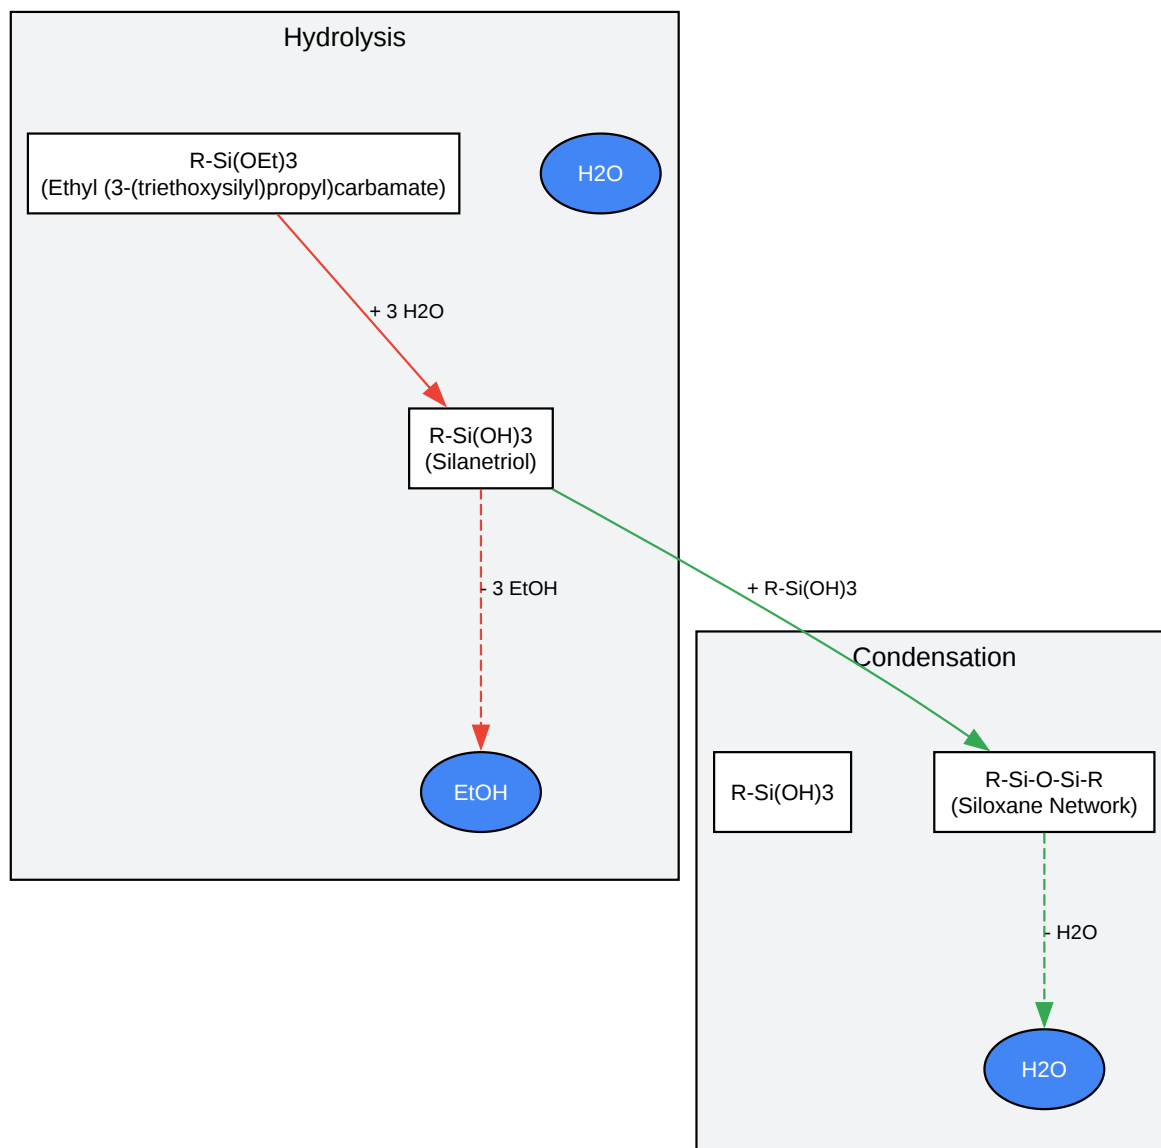 Hydrolysis
R-Si(OEt)3
(Ethyl (3-(triethoxysilyl)propyl)carbamate)
H2O
+ 3 H2O
R-Si(OH)3
(Silanetriol)
- 3 EtOH
+ R-Si(OH)3
EtOH
Condensation
R-Si(OH)3
R-Si-O-Si-R
(Siloxane Network)
- H2O
H2O